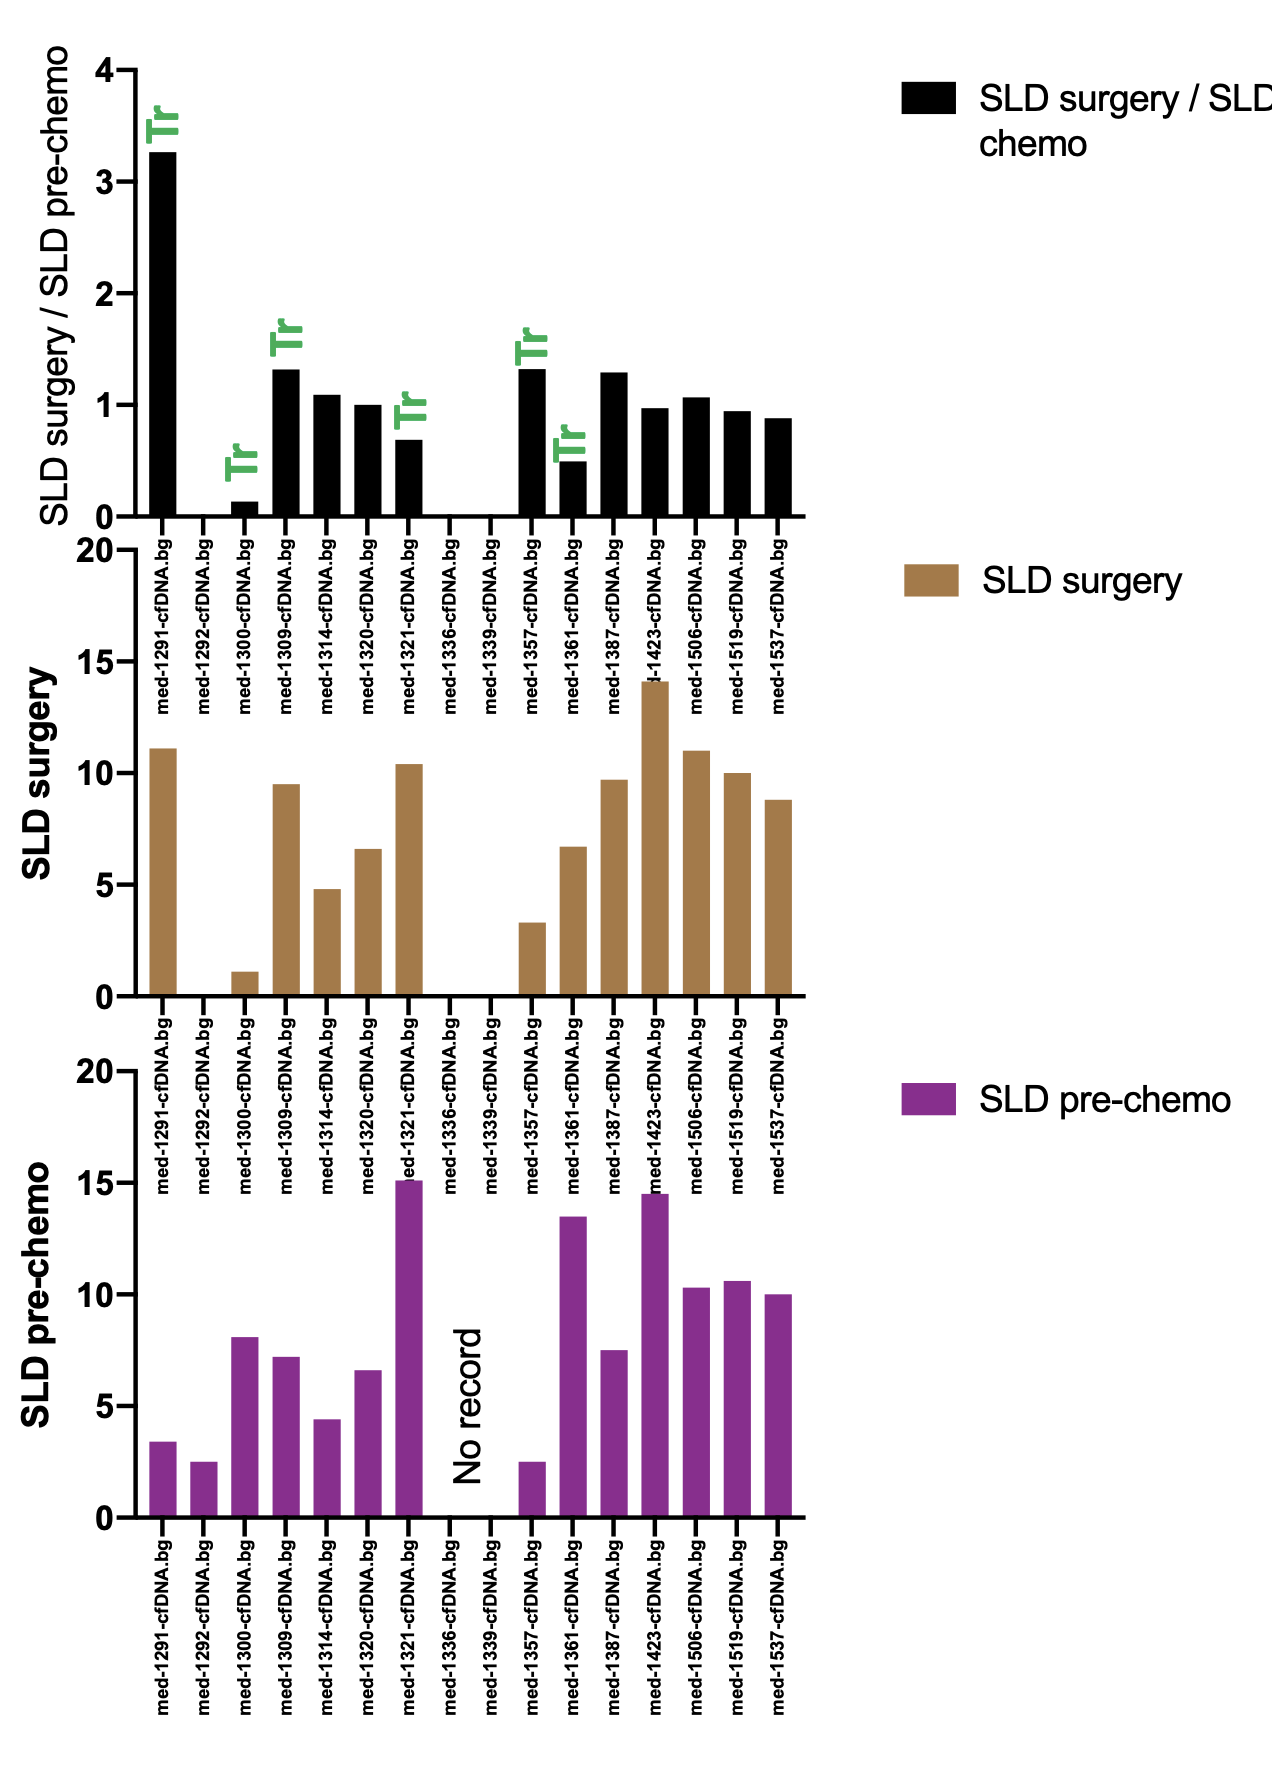 SLD surgery / SLD pre-chemo
4
3
2
1
0
Tr
Tr
Tr
Tr
Tr
Tr
SLD surgery / SLD
chemo
med-1291-cfDNA.bg
med-1292-cfDNA.bg
med-1300-cfDNA.bg
med-1309-cfDNA.bg
med-1314-cfDNA.bg
med-1320-cfDNA.bg
med-1321-cfDNA.bg
med-1336-cfDNA.bg
med-1339-cfDNA.bg
med-1357-cfDNA.bg
med-1361-cfDNA.bg
med-1387-cfDNA.bg
d-1423-cfDNA.bg
med-1506-cfDNA.bg
med-1519-cfDNA.bg
med-1537-cfDNA.bg
SLD surgery
20
15
10
5
0
SLD surgery
med-1291-cfDNA.bg
med-1292-cfDNA.bg
med-1300-cfDNA.bg
med-1309-cfDNA.bg
med-1314-cfDNA.bg
med-1320-cfDNA.bg
med-1321-cfDNA.bg
med-1336-cfDNA.bg
med-1339-cfDNA.bg
med-1357-cfDNA.bg
med-1361-cfDNA.bg
med-1387-cfDNA.bg
med-1423-cfDNA.bg
med-1506-cfDNA.bg
med-1519-cfDNA.bg
med-1537-cfDNA.bg
SLD pre-chemo
20
15
10
5
0
No record
SLD pre-chemo
med-1291-cfDNA.bg
med-1292-cfDNA.bg
med-1300-cfDNA.bg
med-1309-cfDNA.bg
med-1314-cfDNA.bg
med-1320-cfDNA.bg
med-1321-cfDNA.bg
med-1336-cfDNA.bg
med-1339-cfDNA.bg
med-1357-cfDNA.bg
med-1361-cfDNA.bg
med-1387-cfDNA.bg
med-1423-cfDNA.bg
med-1506-cfDNA.bg
med-1519-cfDNA.bg
med-1537-cfDNA.bg